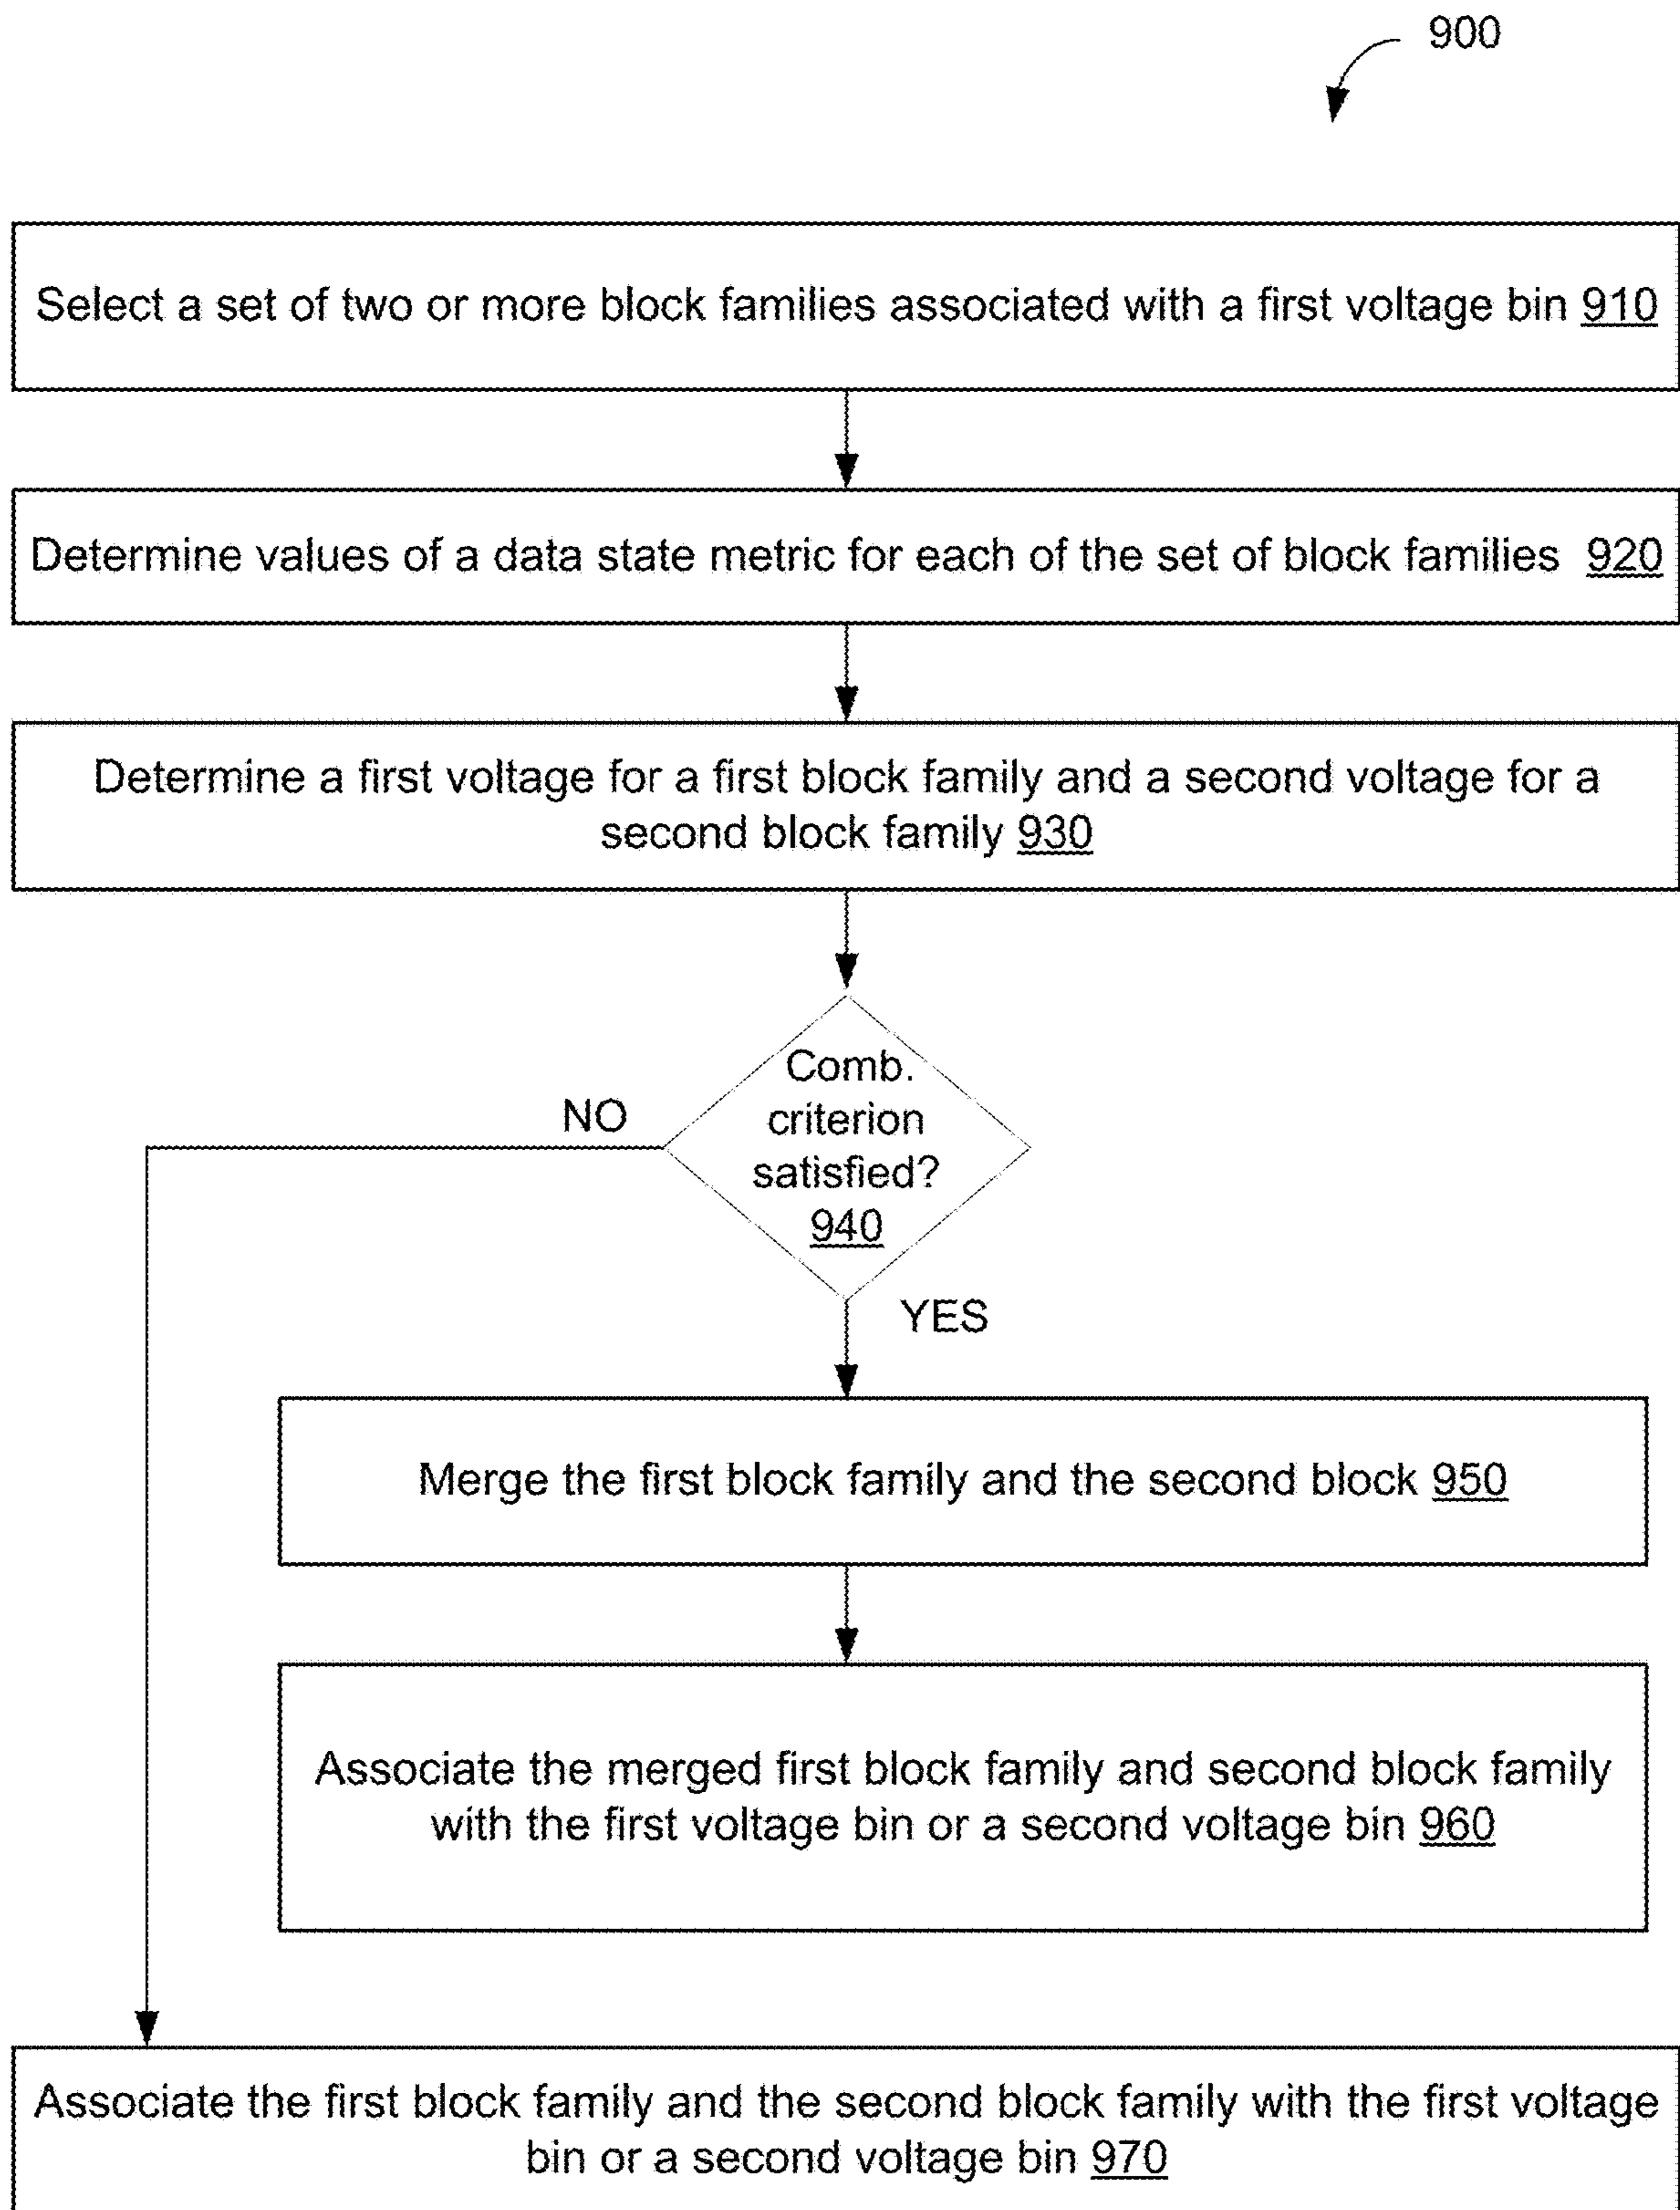 900
Select a set of two or more block families associated with a first voltage bin 910
Determine values of a data state metric for each of the set of block families 920
Determine a first voltage for a first block family and a second voltage for a
second block family 930
Comb.
criterion
satisfied?
940
NO
YES
Merge the first block family and the second block 950
Associate the merged first block family and second block family
with the first voltage bin or a second voltage bin 960
Associate the first block family and the second block family with the first voltage
bin or a second voltage bin 970